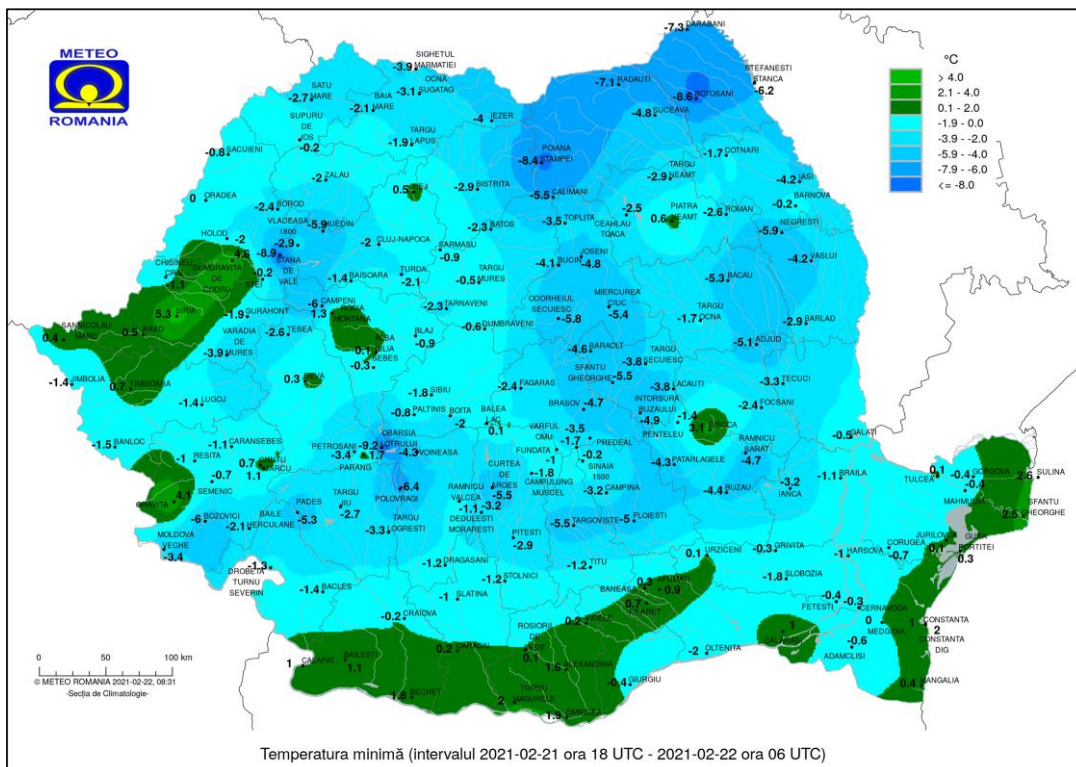 METEO
ROMANIA
°C
> 4.0
2.1 - 4.0
0.1 - 2.0
-1.9 - 0.0
-3.9 - -2.0
-5.9 - -4.0
-7.9 - -6.0
<= -8.0
-7.3 DARABANI
-3.9 SIGHETUL MARMATIEI
-3.1 OCNA SUGATAG
-7.1 RADAUTI
STEFANESTI STANCA -6.2
-8.6 BOTOSANI
-2.7 SATU MARE
-2.1 BAIA MARE
-4 IEZER
-4.8 SUCEAVA
SUPURU DE JOS -0.2
-1.9 TARGU LAPUS
-0.8 SACUIENI
-8.4 POIANA STAMPEI
-1.7 COTNARI
-2 ZALAU
0.5 DEJ
-2.9 BISTRITA
-5.5 CALIMANI
-2.9 TARGU NEAMT
-4.2 IASI
0 ORADEA
-2.4 BOROD
-5.9 HUEDIN
VLADEASA 1800 -2.9
-2.3 BATOS
-3.5 TOPLITA
-2.5 CEAHLAU TOACA
0.6 PIATRA NEAMT
-2.6 ROMAN
-0.2 BARNOVA
-5.9 NEGRESTI
HOLOD -2
4.6 DUMBRAVITA DE CODRU
-8.9 STANA DE VALE
-2 CLUJ-NAPOCA
SARMASU -0.9
-4.1 BUCIN
JOSENI -4.8
-4.2 VASLUI
CHISINEU CRIS -1.1
-0.2 STEI
-1.4 BAISOARA
TURDA -2.1
-0.5 TARGU MURES
-5.3 BACAU
5.3 SIRIA
-1.9 GURAHONT
-6 CAMPENI
1.3 ROSIA MONTANA
-2.3 TARNAVENI
ODORHEIUL SECUIESC -5.8
MIERCUREA CIUC -5.4
-1.7 TARGU OCNA
-2.9 BARLAD
0.4 SANNICOLAU MARE
0.5 ARAD
VARADIA DE MURES -3.9
-2.6 TEBEA
0.1 ALBA IULIA
BLAJ -0.9
-0.6 DUMBRAVENI
-4.6 BARAOLT
-3.8 TARGU SECUIESC
-5.1 ADJUD
-1.4 JIMBOLIA
0.7 TIMISOARA
0.3 DEVA
SEBES -0.3
-1.8 SIBIU
-2.4 FAGARAS
SFANTU GHEORGHE -5.5
-3.8 LACAUTI
-3.3 TECUCI
-1.4 LUGOJ
-0.8 PALTINIS
BOITA -2
BALEA LAC 0.1
BRASOV -4.7
INTORSURA BUZAULUI -4.9
-1.4 PENTELEU
3.1 BISOCA
-2.4 FOCSANI
-1.5 BANLOC
-1.1 CARANSEBES
-1 RESITA
PETROSANI -3.4
-9.2 OBARSIA LOTRULUI
-4.3 VOINEASA
VARFUL OMU -3.5
-1.7 PREDEAL
FUNDATA -1
-0.2 SINAIA 1500
-4.3 PATARLAGELE
RAMNICU SARAT -4.7
-0.5 GALATI
-0.7 SEMENIC
0.7 CUNTU
1.1 TARCU
PARANG 1.7
-6.4 POLOVRAGI
CURTEA DE ARGES -5.5
-1.8 CAMPULUNG MUSCEL
-3.2 CAMPINA
-4.4 BUZAU
-3.2 IANCA
-1.1 BRAILA
0.1 TULCEA
-0.4 GORGOVA
2.6 SULINA
4.1 ORAVITA
-6 BOZOVICI
-2.1 BAILE HERCULANE
PADES -5.3
TARGU JIU -2.7
RAMNICU VALCEA -3.2
-1.1 DEDULESTI MORARESTI
-0.4 MAHMUDIA
2.5 SFANTU GHEORGHE
MOLDOVA VECHE -3.4
-3.3 TARGU LOGRESTI
PITESTI -2.9
-5.5 TARGOVISTE
-5 PLOIESTI
JURILOVCA 0.1
GURA PORTITEI 0.3
DROBETA TURNU SEVERIN -1.3
-1.2 DRAGASANI
-1.2 STOLNICI
-1.2 TITU
0.1 URZICENI
-0.3 GRIVITA
-1 HARSOVA
CORUGEA -0.7
-1.4 BACLES
-1 SLATINA
BANEASA 0.3
AFUMATI 0.9
0.7 FILARET
-1.8 SLOBOZIA
-0.4 FETESTI
-0.3 CERNAVODA
-0.2 CRAIOVA
0.2 CARACAL
ROSIORII DE VEDE 0.1
0.2 VIDELE
1 CALARASI
0 MEDGIDIA
1 CONSTANTA
2 CONSTANTA DIG
1 CALAFAT
BAILESTI 1.1
1.6 ALEXANDRIA
-2 OLTENITA
-0.6 ADAMCLISI
-0.4 GIURGIU
1.8 BECHET
TURNU MAGURELE 2
1.9 ZIMNICEA
0.4 MANGALIA
0 50 100 km
© METEO ROMANIA 2021-02-22, 08:31
-Secția de Climatologie-
Temperatura minimă (intervalul 2021-02-21 ora 18 UTC - 2021-02-22 ora 06 UTC)